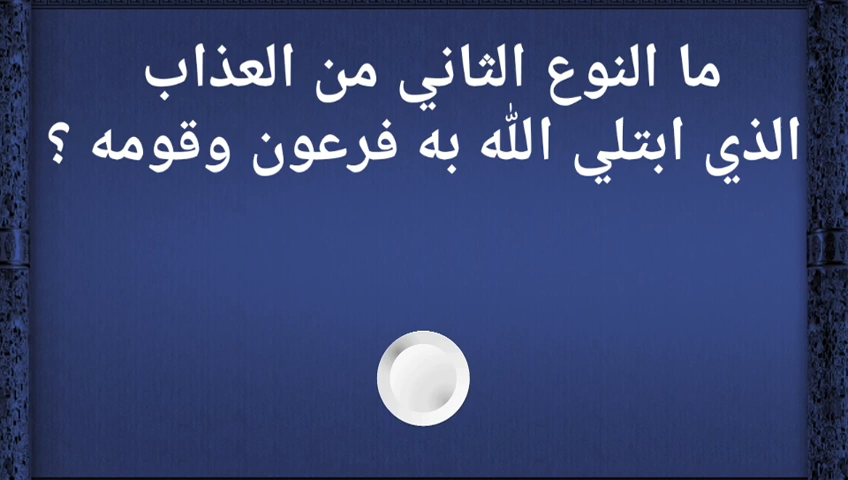 ما النوع الثاني من العذاب
الذي ابتلي الله به فرعون وقومه ؟